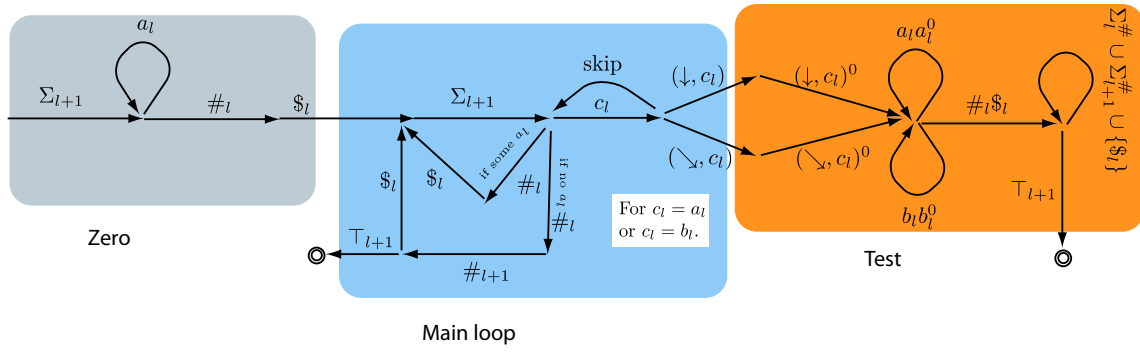 a_l
Σ_{l+1}
#_l
$_l
Zero
skip
Σ_{l+1}
c_l
if some a_l
if no a_l
$_l
$_l
#_l
#_l
⊤_{l+1}
#_{l+1}
For c_l = a_l
or c_l = b_l.
Main loop
(↓, c_l)
(↓, c_l)^0
(↘, c_l)
(↘, c_l)^0
a_l a_l^0
b_l b_l^0
#_l$_l
Σ_l^# ∪ Σ_{l+1}^# ∪ {$_l}
⊤_{l+1}
Test